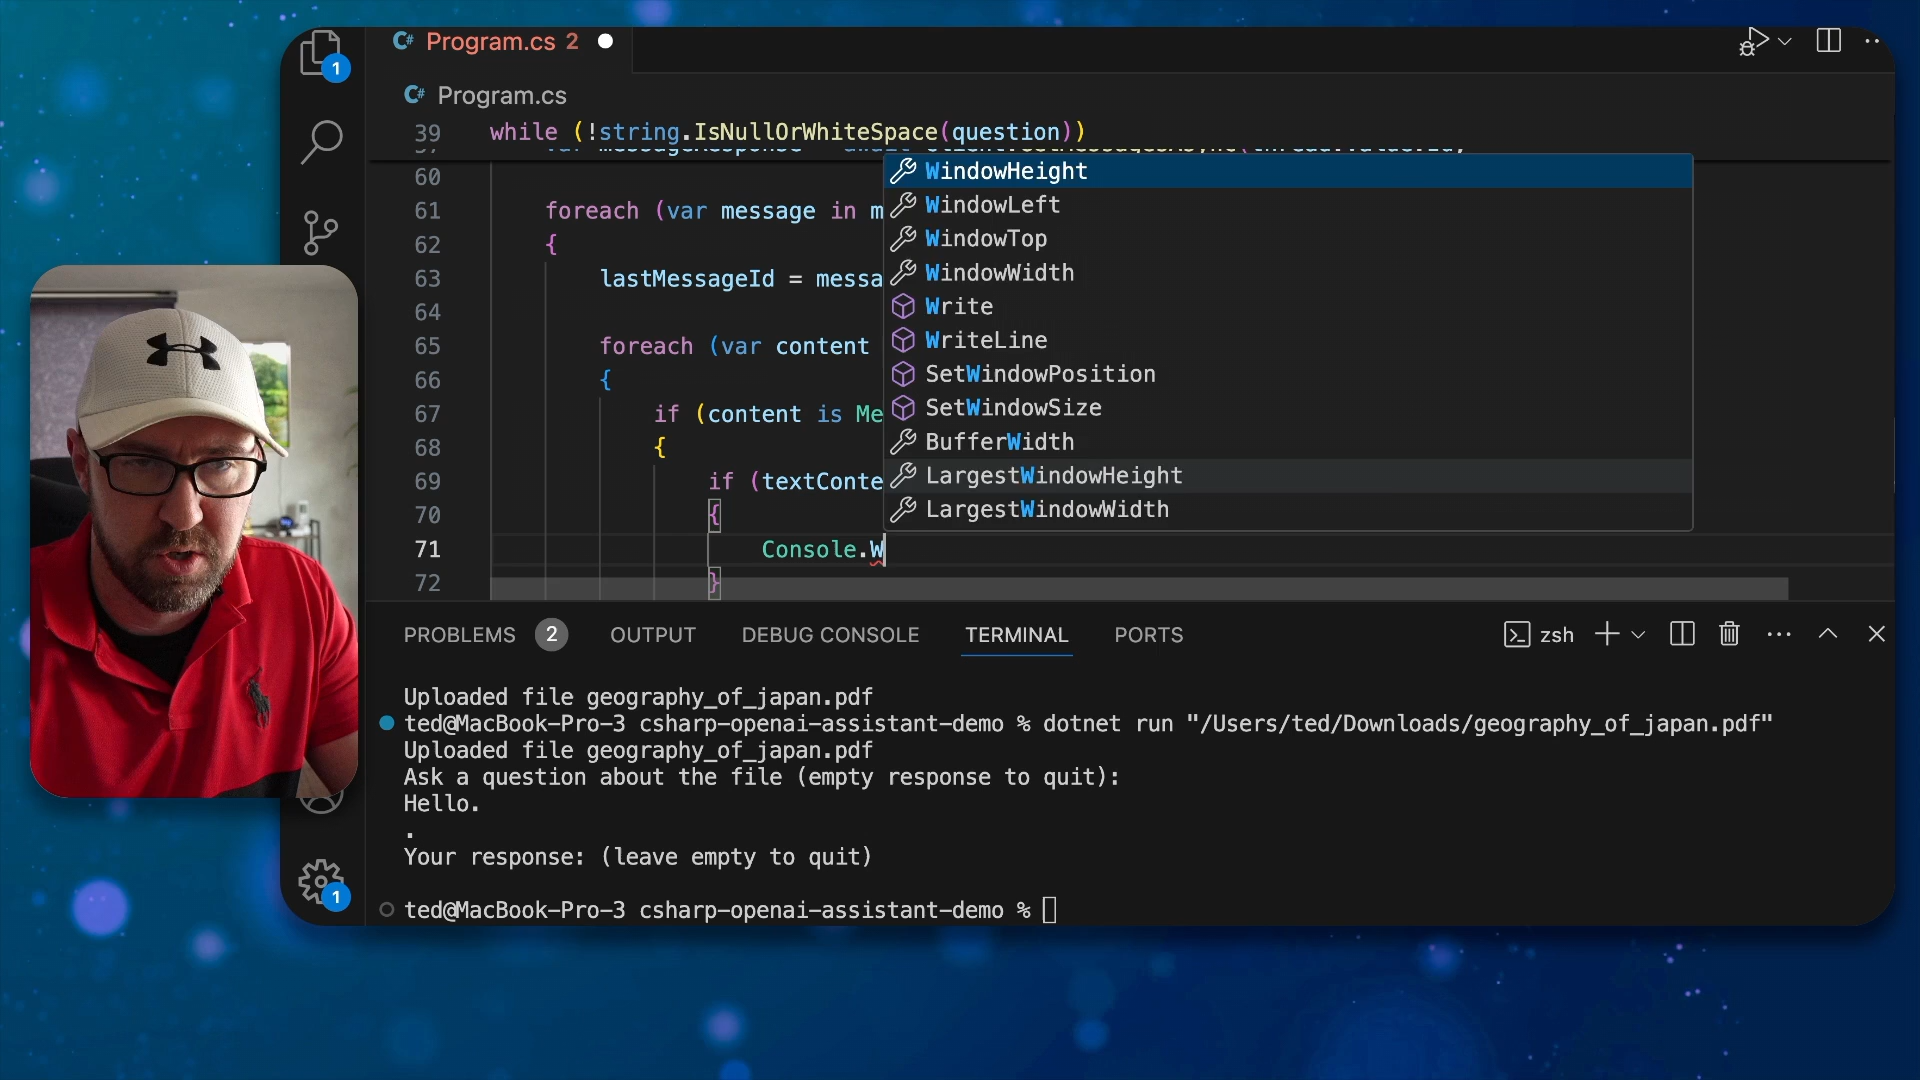 1
C# Program.cs 2
C# Program.cs
39 while (!string.IsNullOrWhiteSpace(question))
60
61 foreach (var message in m
62 {
63 lastMessageId = messa
64
65 foreach (var content
66 {
67 if (content is Me
68 {
69 if (textConte
70 {
71 Console.W
72 }
WindowHeight
WindowLeft
WindowTop
WindowWidth
Write
WriteLine
SetWindowPosition
SetWindowSize
BufferWidth
LargestWindowHeight
LargestWindowWidth
PROBLEMS 2 OUTPUT DEBUG CONSOLE TERMINAL PORTS zsh
Uploaded file geography_of_japan.pdf
ted@MacBook-Pro-3 csharp-openai-assistant-demo % dotnet run "/Users/ted/Downloads/geography_of_japan.pdf"
Uploaded file geography_of_japan.pdf
Ask a question about the file (empty response to quit):
Hello.
.
Your response: (leave empty to quit)
ted@MacBook-Pro-3 csharp-openai-assistant-demo %
1